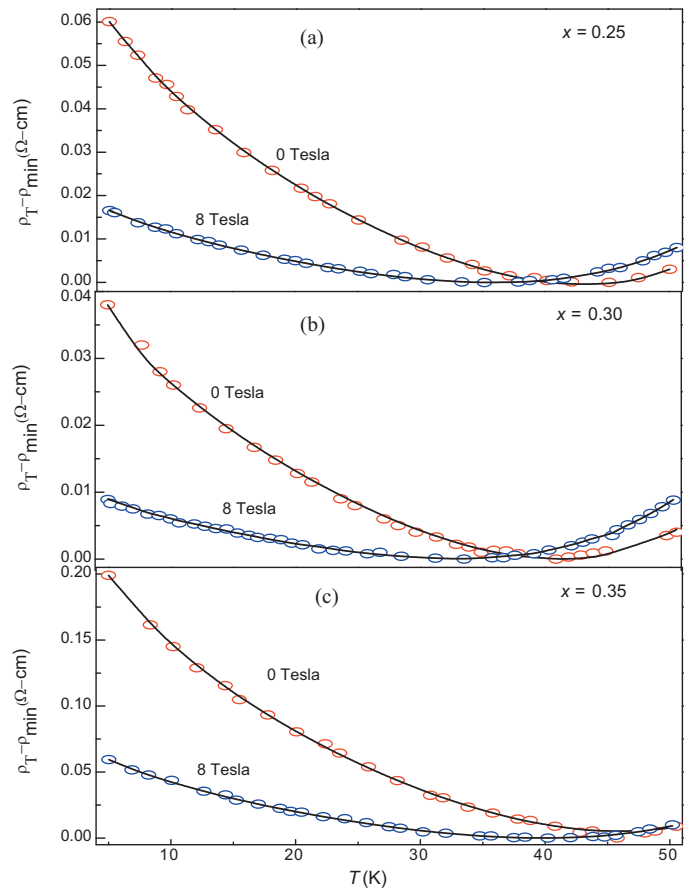 (a)
x = 0.25
0.06
0.05
0.04
0.03
0.02
0.01
0.00
ρT–ρmin(Ω–cm)
0 Tesla
8 Tesla
(b)
x = 0.30
0.04
0.03
0.02
0.01
0.00
ρT–ρmin(Ω–cm)
0 Tesla
8 Tesla
(c)
x = 0.35
0.20
0.15
0.10
0.05
0.00
ρT–ρmin(Ω–cm)
0 Tesla
8 Tesla
10 20 30 40 50
T (K)